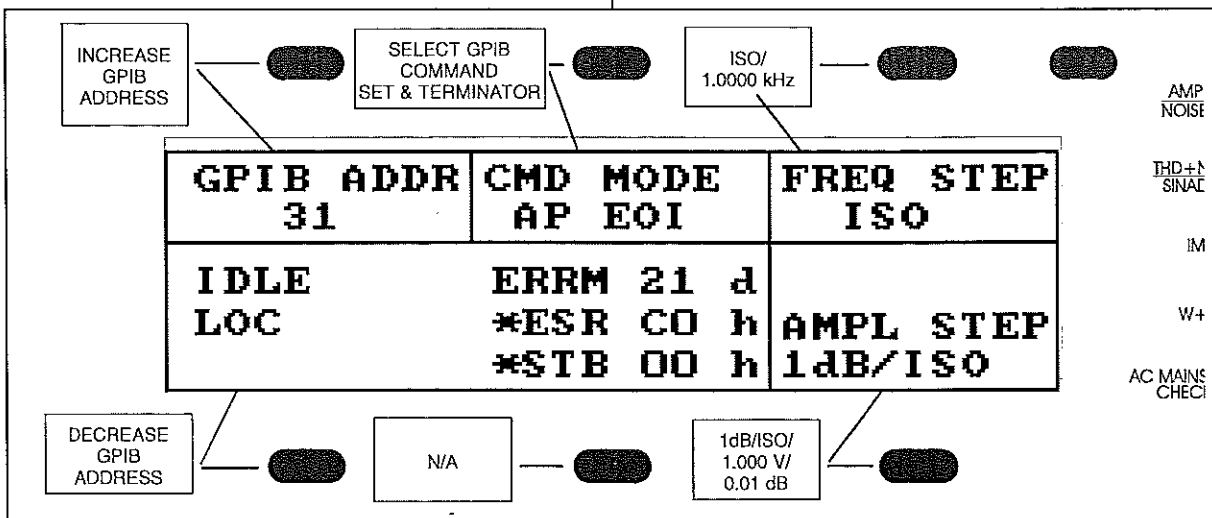 INCREASE
GPIB
ADDRESS
SELECT GPIB
COMMAND
SET & TERMINATOR
ISO/
1.0000 kHz
AMP
NOISE
THD+N
SINAD
IM
W+
AC MAINS
CHECK
GPIB ADDR
31
CMD MODE
AP EOI
FREQ STEP
ISO
IDLE
LOC
ERRM 21 d
*ESR C0 h
*STB 00 h
AMPL STEP
1dB/ISO
DECREASE
GPIB
ADDRESS
N/A
1dB/ISO/
1.000 V/
0.01 dB